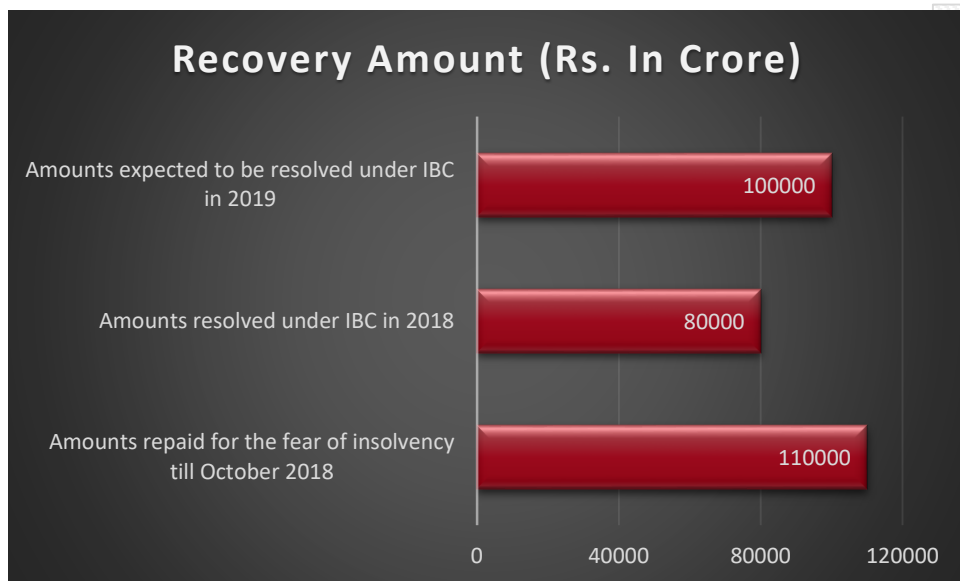 Recovery Amount (Rs. In Crore)
Amounts expected to be resolved under IBC
in 2019
100000
Amounts resolved under IBC in 2018
80000
Amounts repaid for the fear of insolvency
till October 2018
110000
0 40000 80000 120000